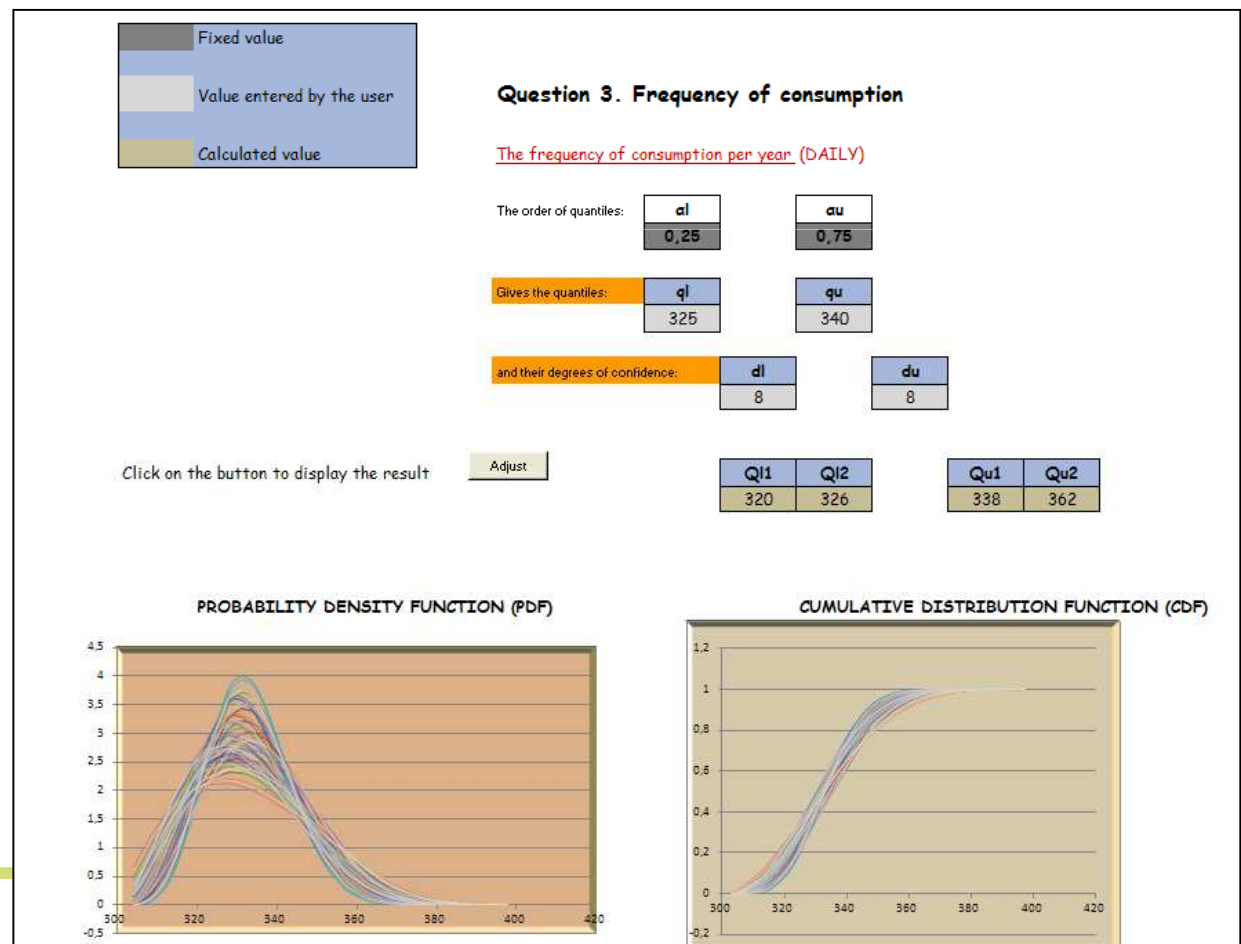 Fixed value
Value entered by the user
Calculated value
Question 3. Frequency of consumption
The frequency of consumption per year (DAILY)
The order of quantiles: αl αu
0,25 0,75
Gives the quantiles: ql qu
325 340
and their degrees of confidence: dl du
8 8
Click on the button to display the result Adjust
Ql1 Ql2 Qu1 Qu2
320 326 338 362
PROBABILITY DENSITY FUNCTION (PDF)
4,5
4
3,5
3
2,5
2
1,5
1
0,5
0
-0,5
300 320 340 360 380 400 420
CUMULATIVE DISTRIBUTION FUNCTION (CDF)
1,2
1
0,8
0,6
0,4
0,2
0
-0,2
300 320 340 360 380 400 420